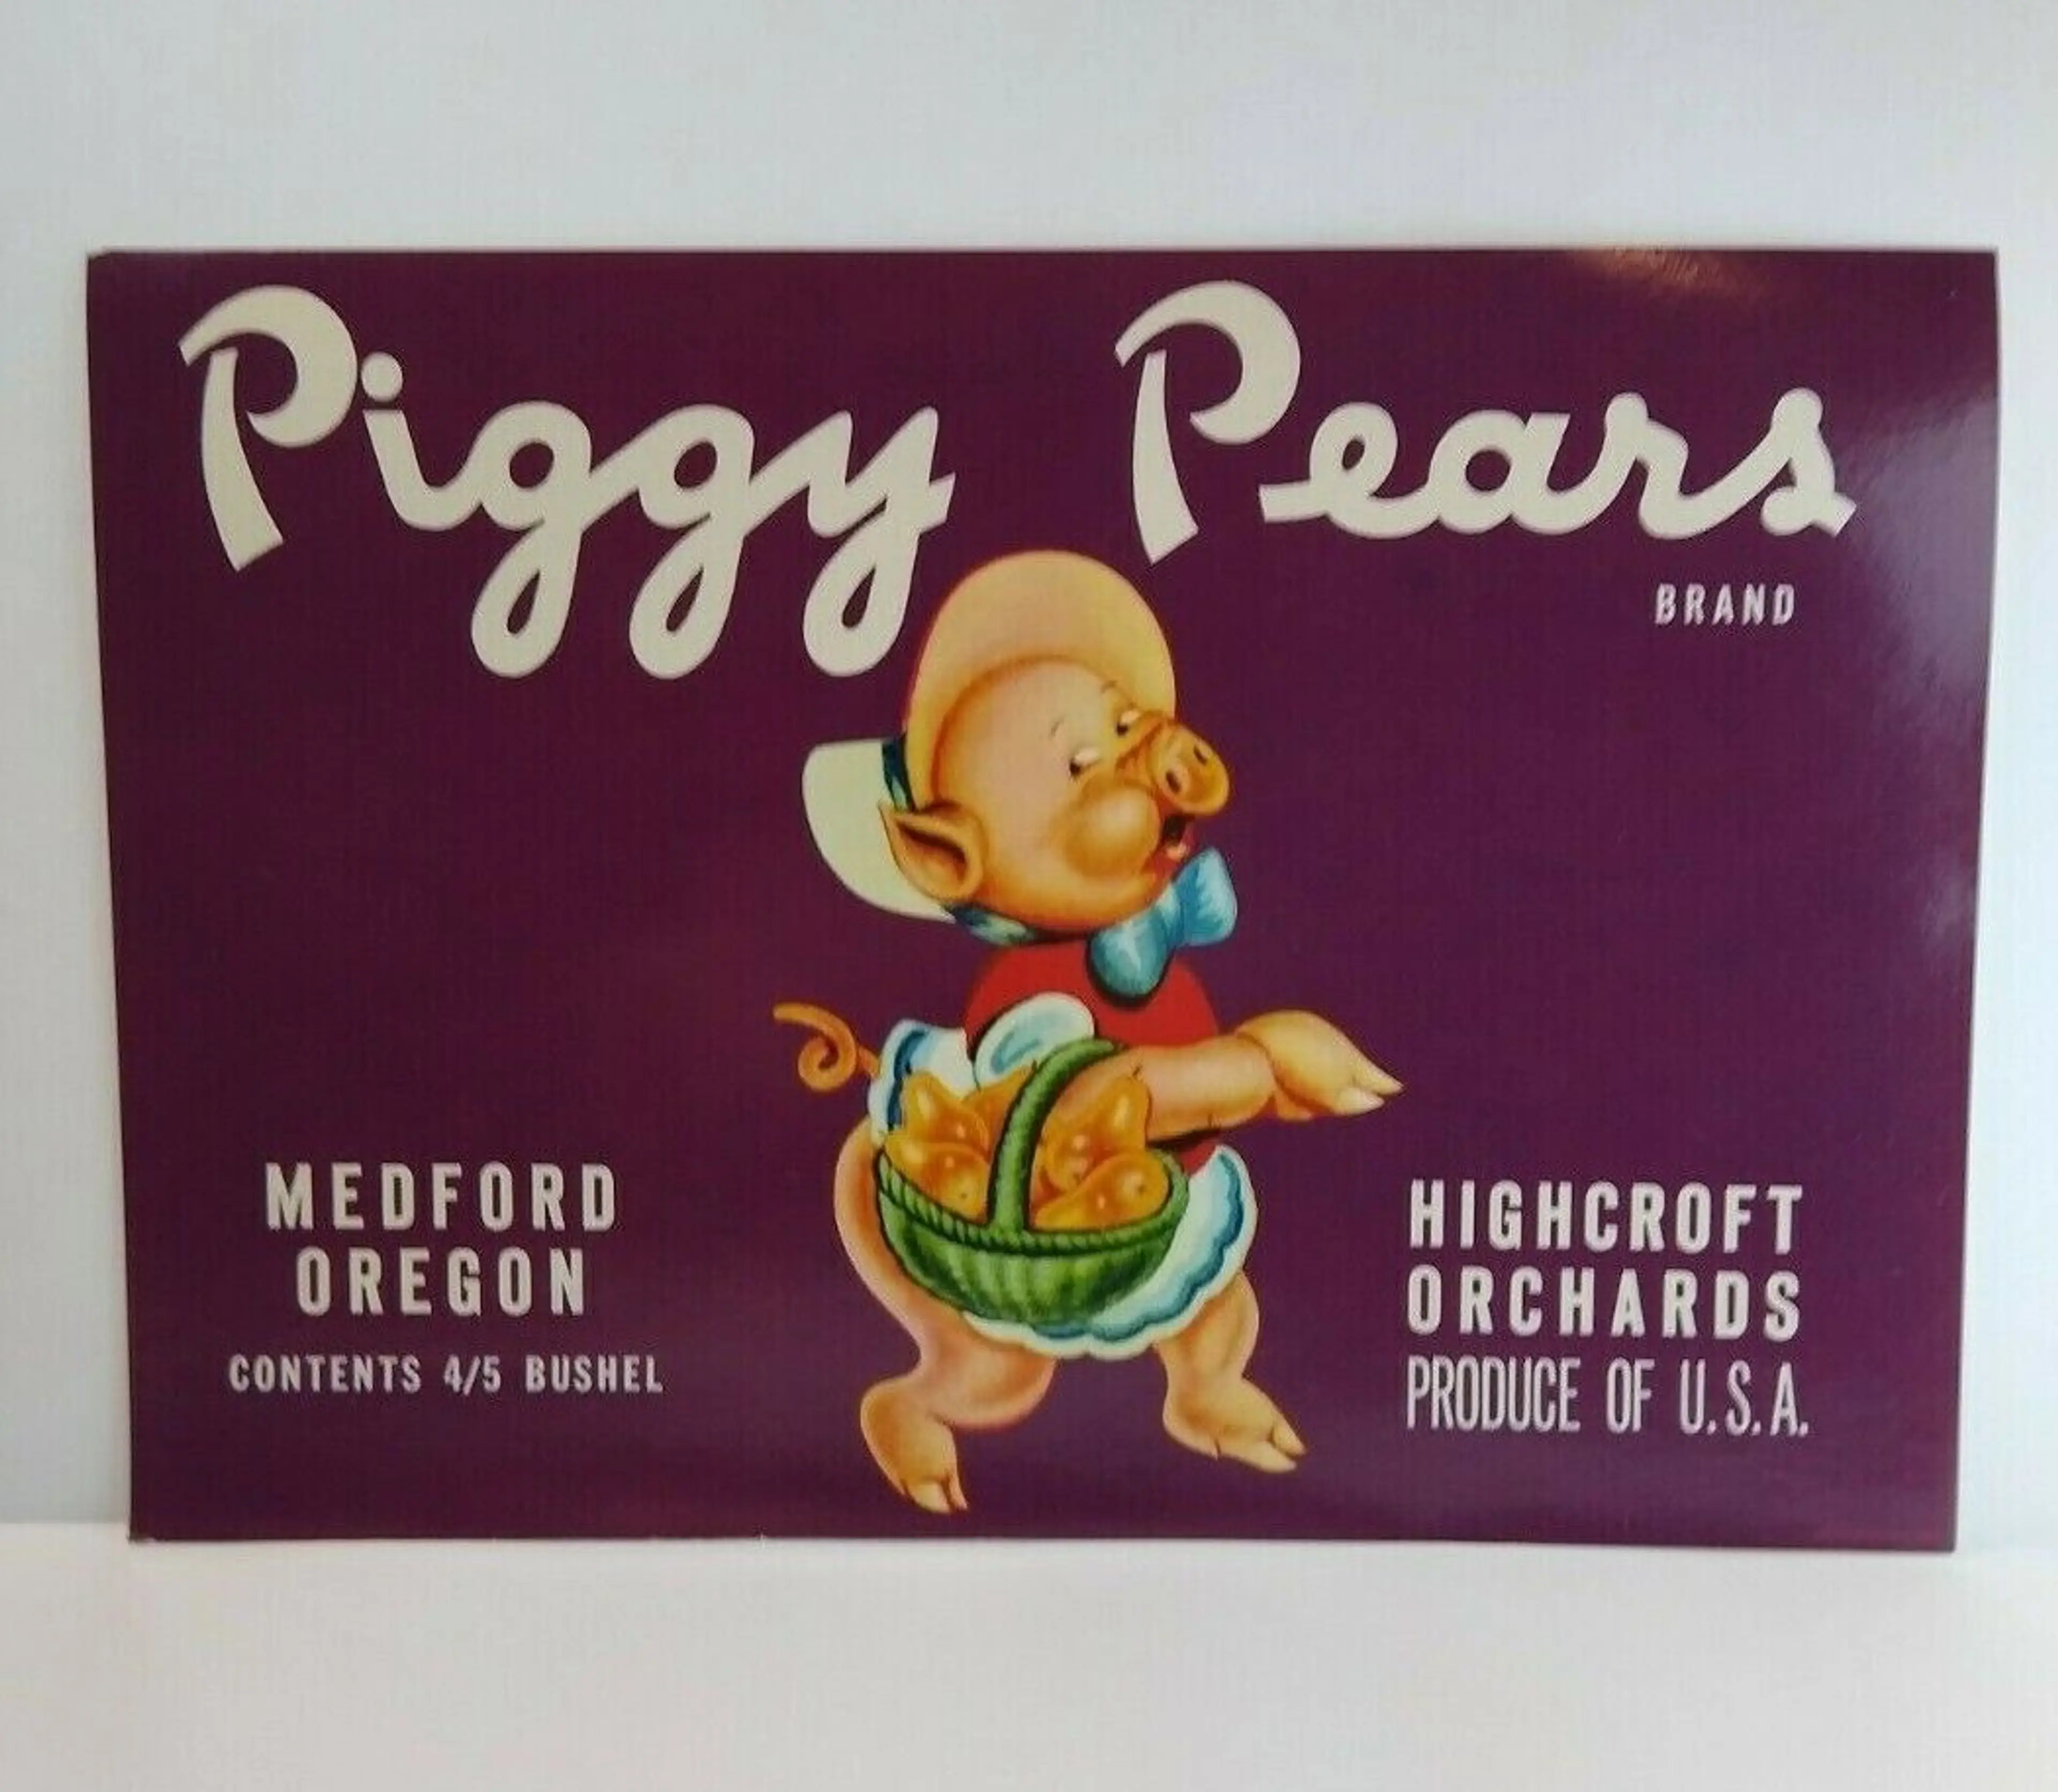 Piggy Pears
BRAND
MEDFORD
OREGON
CONTENTS 4/5 BUSHEL
HIGHCROFT
ORCHARDS
PRODUCE OF U.S.A.